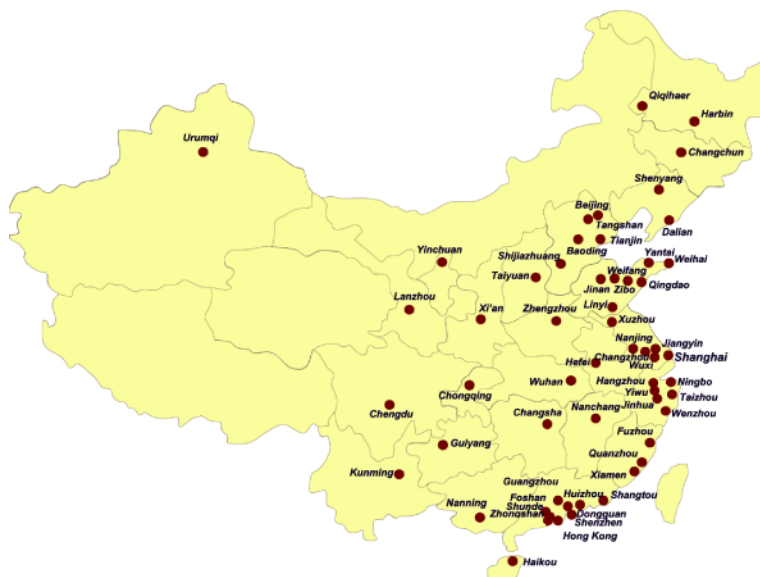 Qiqihaer
Harbin
Urumqi
Changchun
Shenyang
Beijing
Tangshan
Dalian
Baoding
Tianjin
Yinchuan
Shijiazhuang
Yantai
Weihai
Taiyuan
Weifang
Jinan
Zibo
Qingdao
Lanzhou
Xi'an
Zhengzhou
Linyi
Xuzhou
Nanjing
Jiangyin
Hefei
Changzhou
Shanghai
Wuxi
Chongqing
Wuhan
Hangzhou
Ningbo
Yiwu
Taizhou
Chengdu
Changsha
Nanchang
Jinhua
Wenzhou
Guiyang
Fuzhou
Kunming
Quanzhou
Xiamen
Guangzhou
Nanning
Foshan
Huizhou
Shangtou
Shunde
Zhongshan
Dongguan
Shenzhen
Hong Kong
Haikou